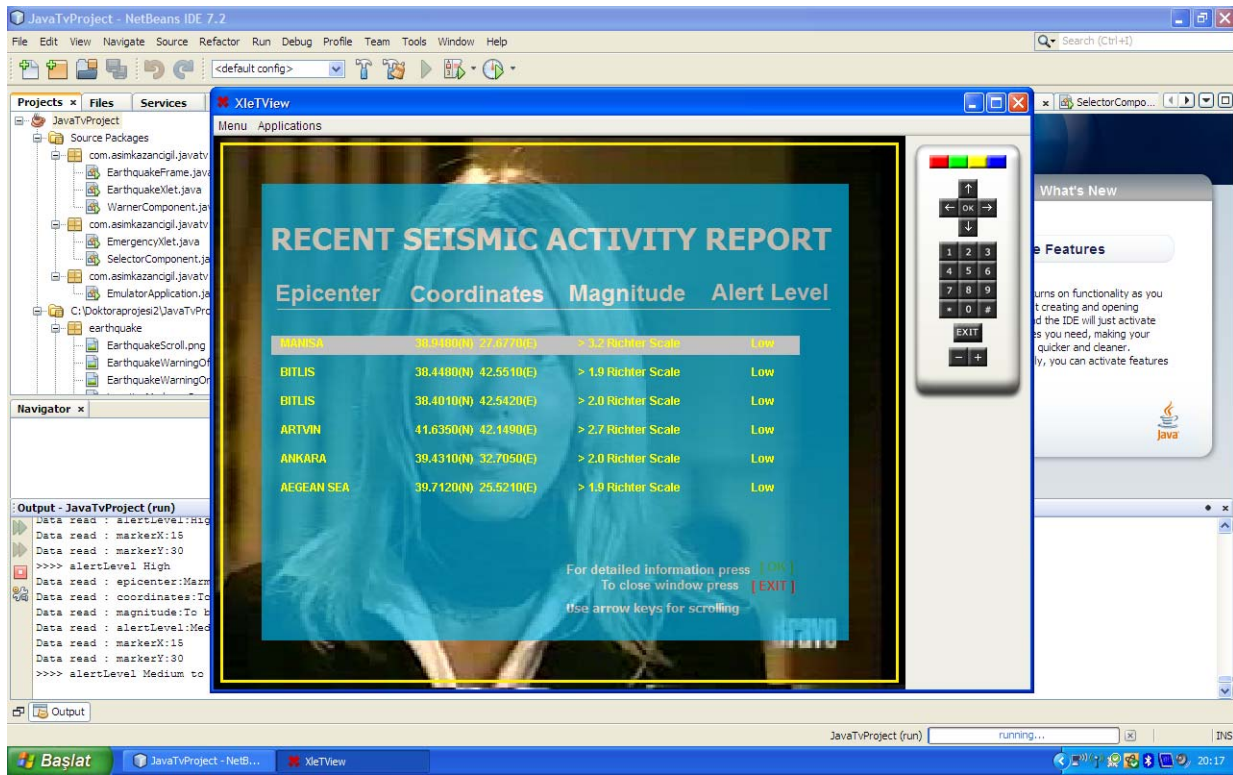 JavaTvProject - NetBeans IDE 7.2
File Edit View Navigate Source Refactor Run Debug Profile Team Tools Window Help
Search (Ctrl+I)
<default config>
Projects × Files Services
JavaTvProject
Source Packages
com.asimkazancigil.javatv
EarthquakeFrame.java
EarthquakeXlet.java
WarnerComponent.jav
com.asimkazancigil.javatv
EmergencyXlet.java
SelectorComponent.ja
com.asimkazancigil.javatv
EmulatorApplication.ja
C:\Doktoraprojesi2\JavaTvPro
earthquake
EarthquakeScroll.png
EarthquakeWarningOf
EarthquakeWarningOn
Navigator ×
Output - JavaTvProject (run)
Data read : alertLevel:Hig
Data read : markerX:15
Data read : markerY:30
>>>> alertLevel High
Data read : epicenter:Marm
Data read : coordinates:To
Data read : magnitude:To b
Data read : alertLevel:Med
Data read : markerX:15
Data read : markerY:30
>>>> alertLevel Medium to
Output
XleTView
Menu Applications
RECENT SEISMIC ACTIVITY REPORT
Epicenter Coordinates Magnitude Alert Level
MANISA 38.9480(N) 27.6770(E) > 3.2 Richter Scale Low
BITLIS 38.4480(N) 42.5510(E) > 1.9 Richter Scale Low
BITLIS 38.4010(N) 42.5420(E) > 2.0 Richter Scale Low
ARTVIN 41.6350(N) 42.1490(E) > 2.7 Richter Scale Low
ANKARA 39.4310(N) 32.7050(E) > 2.0 Richter Scale Low
AEGEAN SEA 39.7120(N) 25.5210(E) > 1.9 Richter Scale Low
For detailed information press [ OK ]
To close window press [ EXIT ]
Use arrow keys for scrolling
bravo
OK
1 2 3
4 5 6
7 8 9
* 0 #
EXIT
- +
× SelectorCompo...
What's New
e Features
urns on functionality as you
t creating and opening
d the IDE will just activate
es you need, making your
quicker and cleaner.
ly, you can activate features
Java
JavaTvProject (run) running... INS
Başlat JavaTvProject - NetB... XleTView 20:17